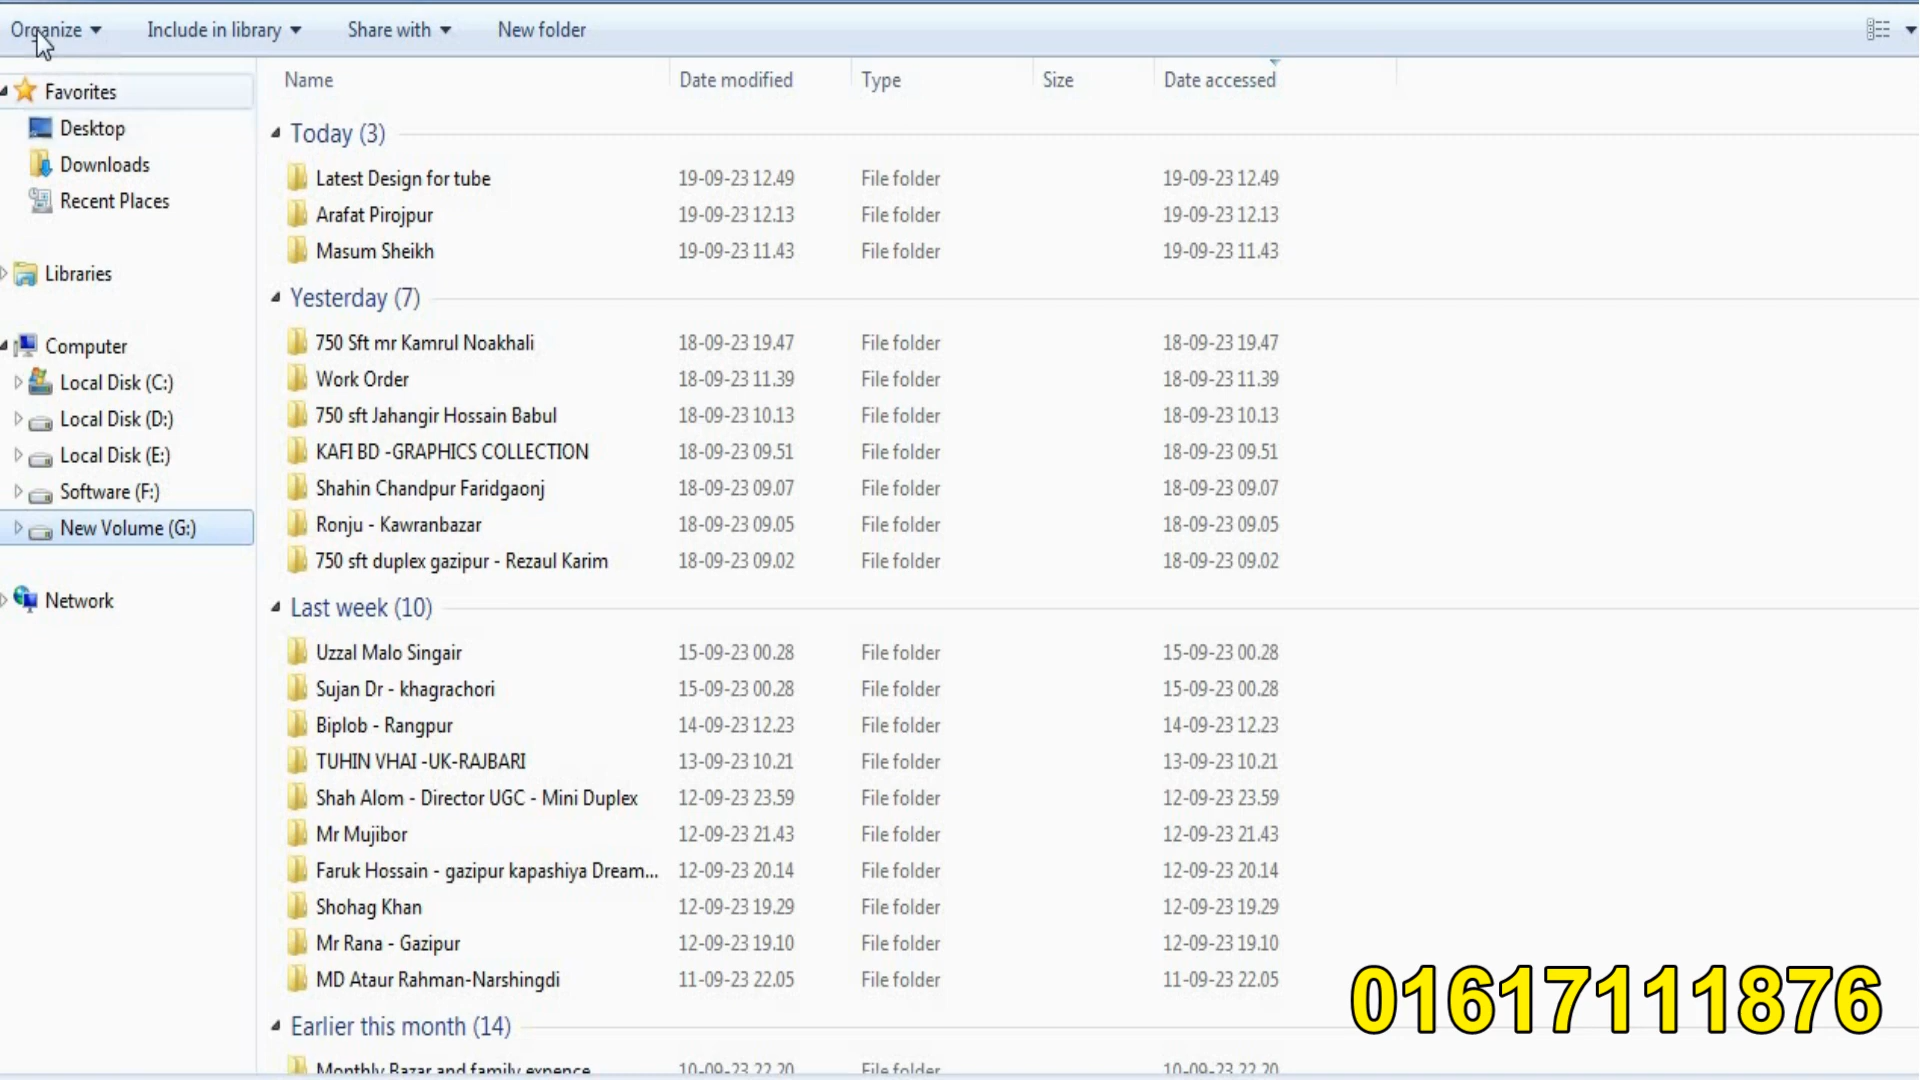 Organize Include in library Share with New folder
Favorites
Desktop
Downloads
Recent Places
Libraries
Computer
Local Disk (C:)
Local Disk (D:)
Local Disk (E:)
Software (F:)
New Volume (G:)
Network
Name Date modified Type Size Date accessed
Today (3)
Latest Design for tube 19-09-23 12.49 File folder 19-09-23 12.49
Arafat Pirojpur 19-09-23 12.13 File folder 19-09-23 12.13
Masum Sheikh 19-09-23 11.43 File folder 19-09-23 11.43
Yesterday (7)
750 Sft mr Kamrul Noakhali 18-09-23 19.47 File folder 18-09-23 19.47
Work Order 18-09-23 11.39 File folder 18-09-23 11.39
750 sft Jahangir Hossain Babul 18-09-23 10.13 File folder 18-09-23 10.13
KAFI BD -GRAPHICS COLLECTION 18-09-23 09.51 File folder 18-09-23 09.51
Shahin Chandpur Faridgaonj 18-09-23 09.07 File folder 18-09-23 09.07
Ronju - Kawranbazar 18-09-23 09.05 File folder 18-09-23 09.05
750 sft duplex gazipur - Rezaul Karim 18-09-23 09.02 File folder 18-09-23 09.02
Last week (10)
Uzzal Malo Singair 15-09-23 00.28 File folder 15-09-23 00.28
Sujan Dr - khagrachori 15-09-23 00.28 File folder 15-09-23 00.28
Biplob - Rangpur 14-09-23 12.23 File folder 14-09-23 12.23
TUHIN VHAI -UK-RAJBARI 13-09-23 10.21 File folder 13-09-23 10.21
Shah Alom - Director UGC - Mini Duplex 12-09-23 23.59 File folder 12-09-23 23.59
Mr Mujibor 12-09-23 21.43 File folder 12-09-23 21.43
Faruk Hossain - gazipur kapashiya Dream... 12-09-23 20.14 File folder 12-09-23 20.14
Shohag Khan 12-09-23 19.29 File folder 12-09-23 19.29
Mr Rana - Gazipur 12-09-23 19.10 File folder 12-09-23 19.10
MD Ataur Rahman-Narshingdi 11-09-23 22.05 File folder 11-09-23 22.05
Earlier this month (14)
Monthly Bazar and family expence 10-09-23 22.20 File folder 10-09-23 22.20
01617111876